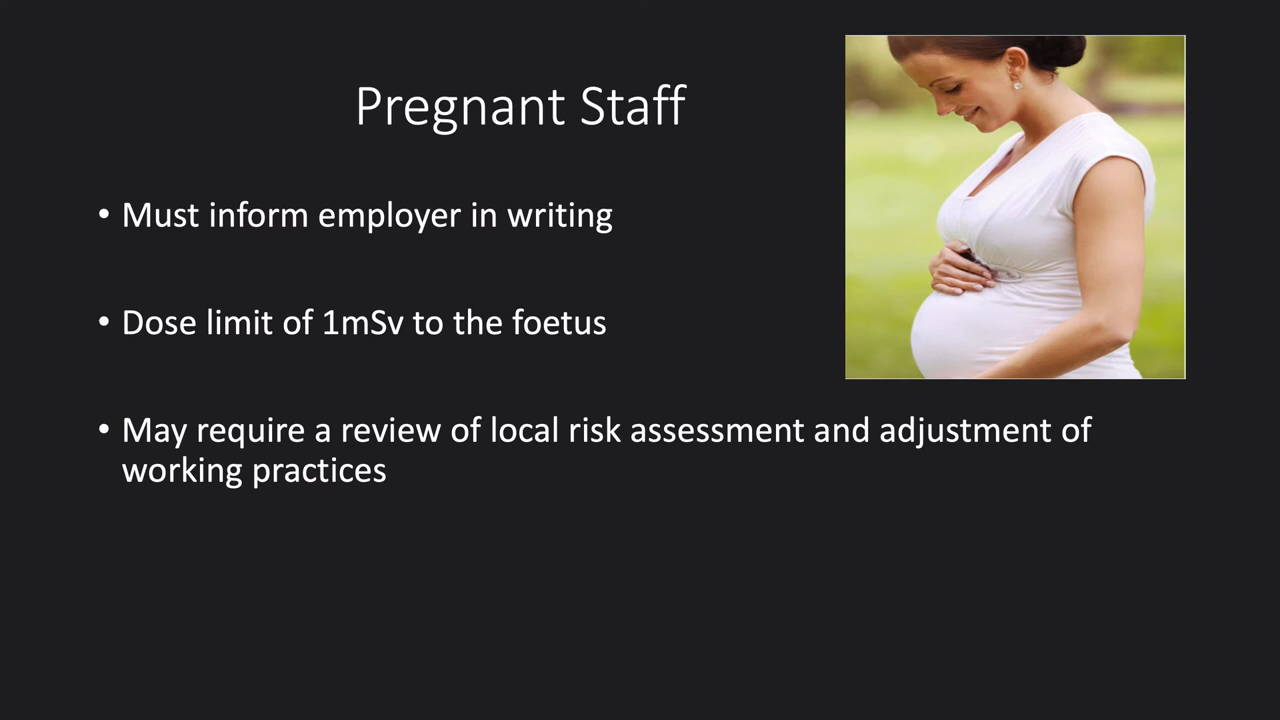 Pregnant Staff
• Must inform employer in writing
• Dose limit of 1mSv to the foetus
• May require a review of local risk assessment and adjustment of
working practices